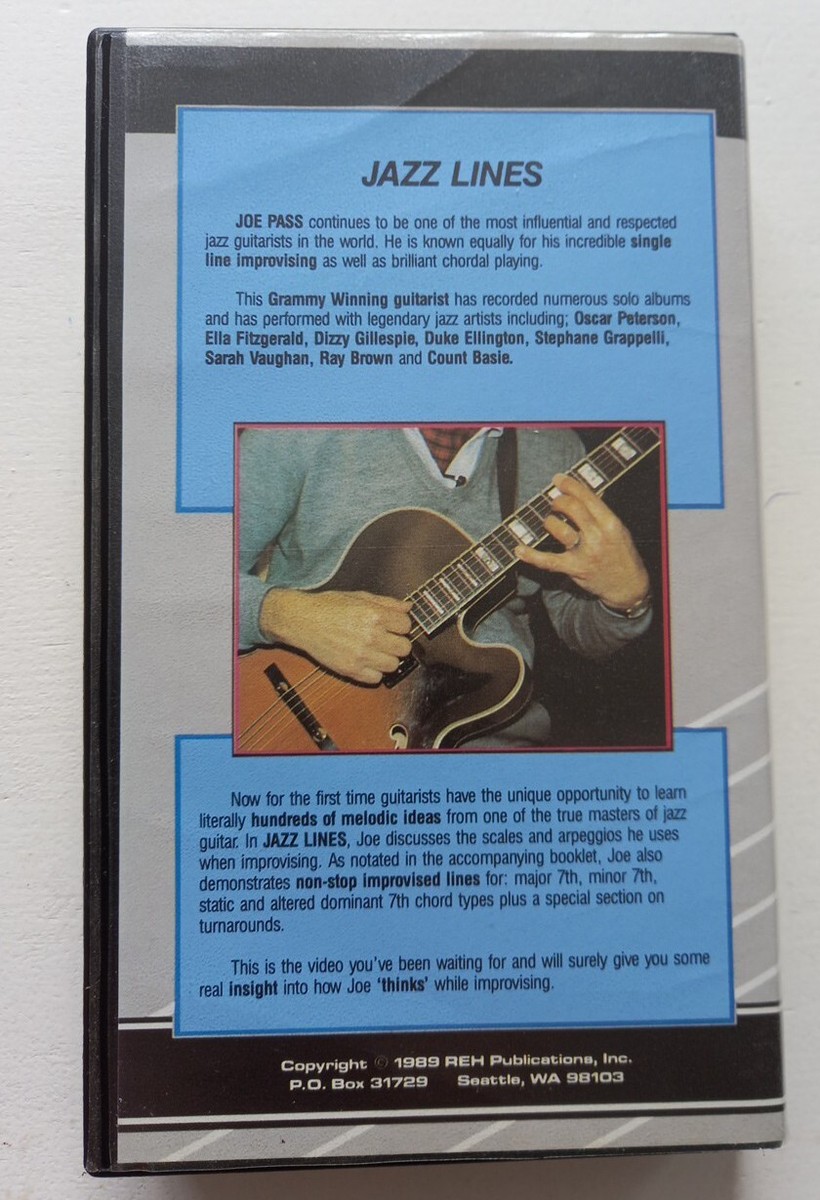 JAZZ LINES
JOE PASS continues to be one of the most influential and respected
jazz guitarists in the world. He is known equally for his incredible single
line improvising as well as brilliant chordal playing.
This Grammy Winning guitarist has recorded numerous solo albums
and has performed with legendary jazz artists including; Oscar Peterson,
Ella Fitzgerald, Dizzy Gillespie, Duke Ellington, Stephane Grappelli,
Sarah Vaughan, Ray Brown and Count Basie.
Now for the first time guitarists have the unique opportunity to learn
literally hundreds of melodic ideas from one of the true masters of jazz
guitar. In JAZZ LINES, Joe discusses the scales and arpeggios he uses
when improvising. As notated in the accompanying booklet, Joe also
demonstrates non-stop improvised lines for: major 7th, minor 7th,
static and altered dominant 7th chord types plus a special section on
turnarounds.
This is the video you've been waiting for and will surely give you some
real insight into how Joe 'thinks' while improvising.
Copyright © 1989 REH Publications, Inc.
P.O. Box 31729 Seattle, WA 98103